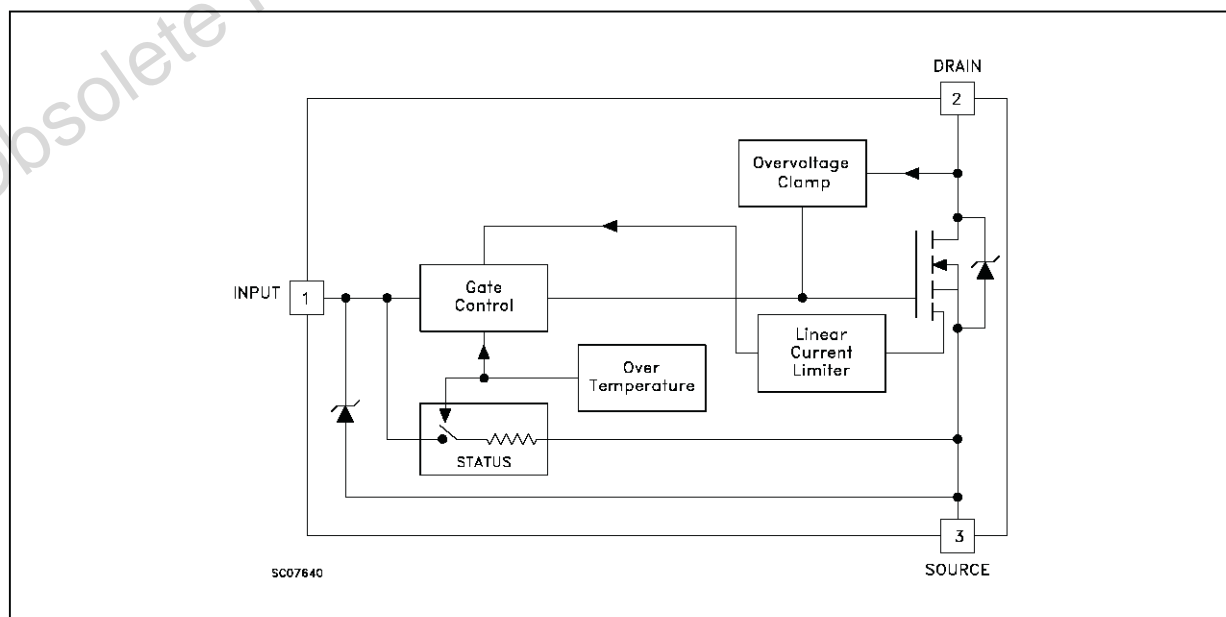 obsolete
DRAIN
2
Overvoltage
Clamp
INPUT
1
Gate
Control
Linear
Current
Limiter
Over
Temperature
STATUS
3
SOURCE
SC07640